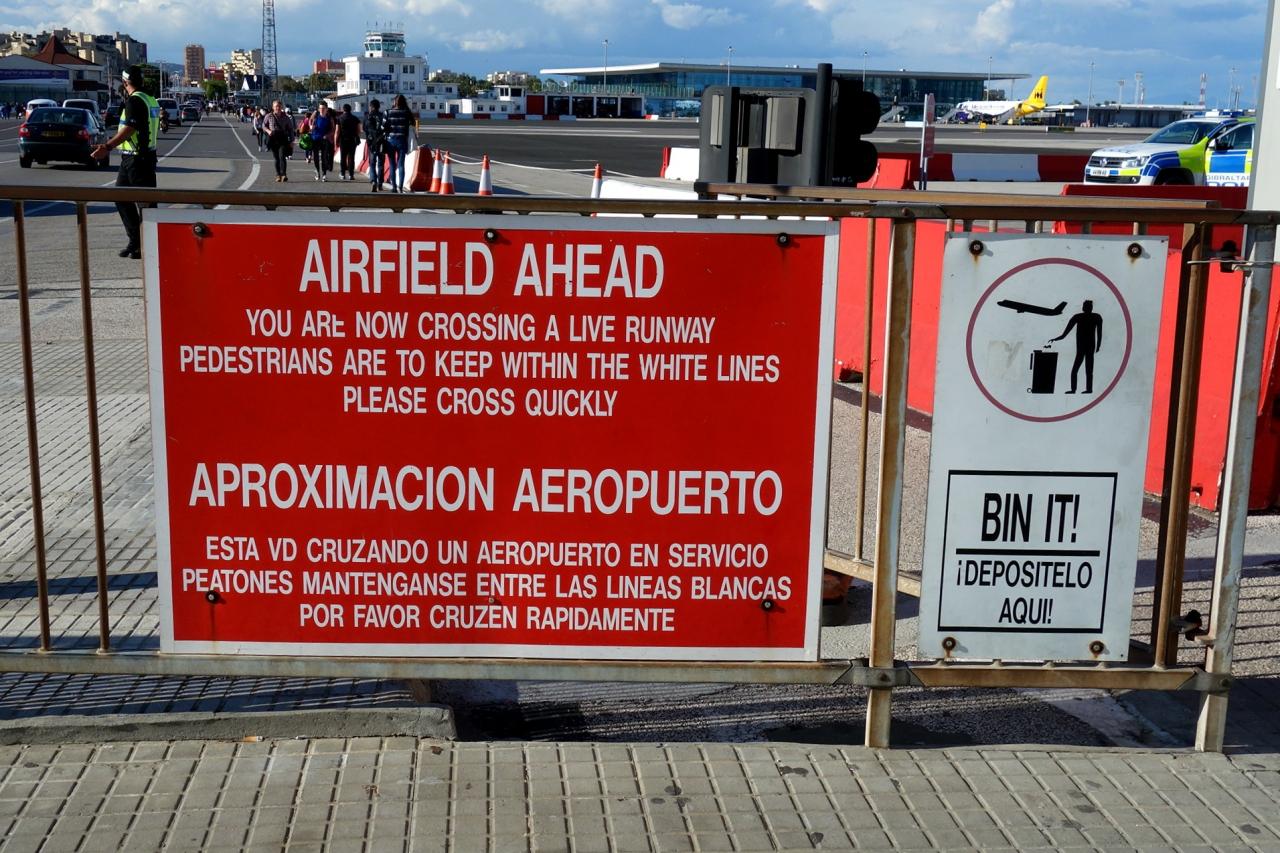 AIRFIELD AHEAD
YOU ARE NOW CROSSING A LIVE RUNWAY
PEDESTRIANS ARE TO KEEP WITHIN THE WHITE LINES
PLEASE CROSS QUICKLY
APROXIMACION AEROPUERTO
ESTA VD CRUZANDO UN AEROPUERTO EN SERVICIO
PEATONES MANTENGANSE ENTRE LAS LINEAS BLANCAS
POR FAVOR CRUZEN RAPIDAMENTE
BIN IT!
¡DEPOSITELO
AQUI!